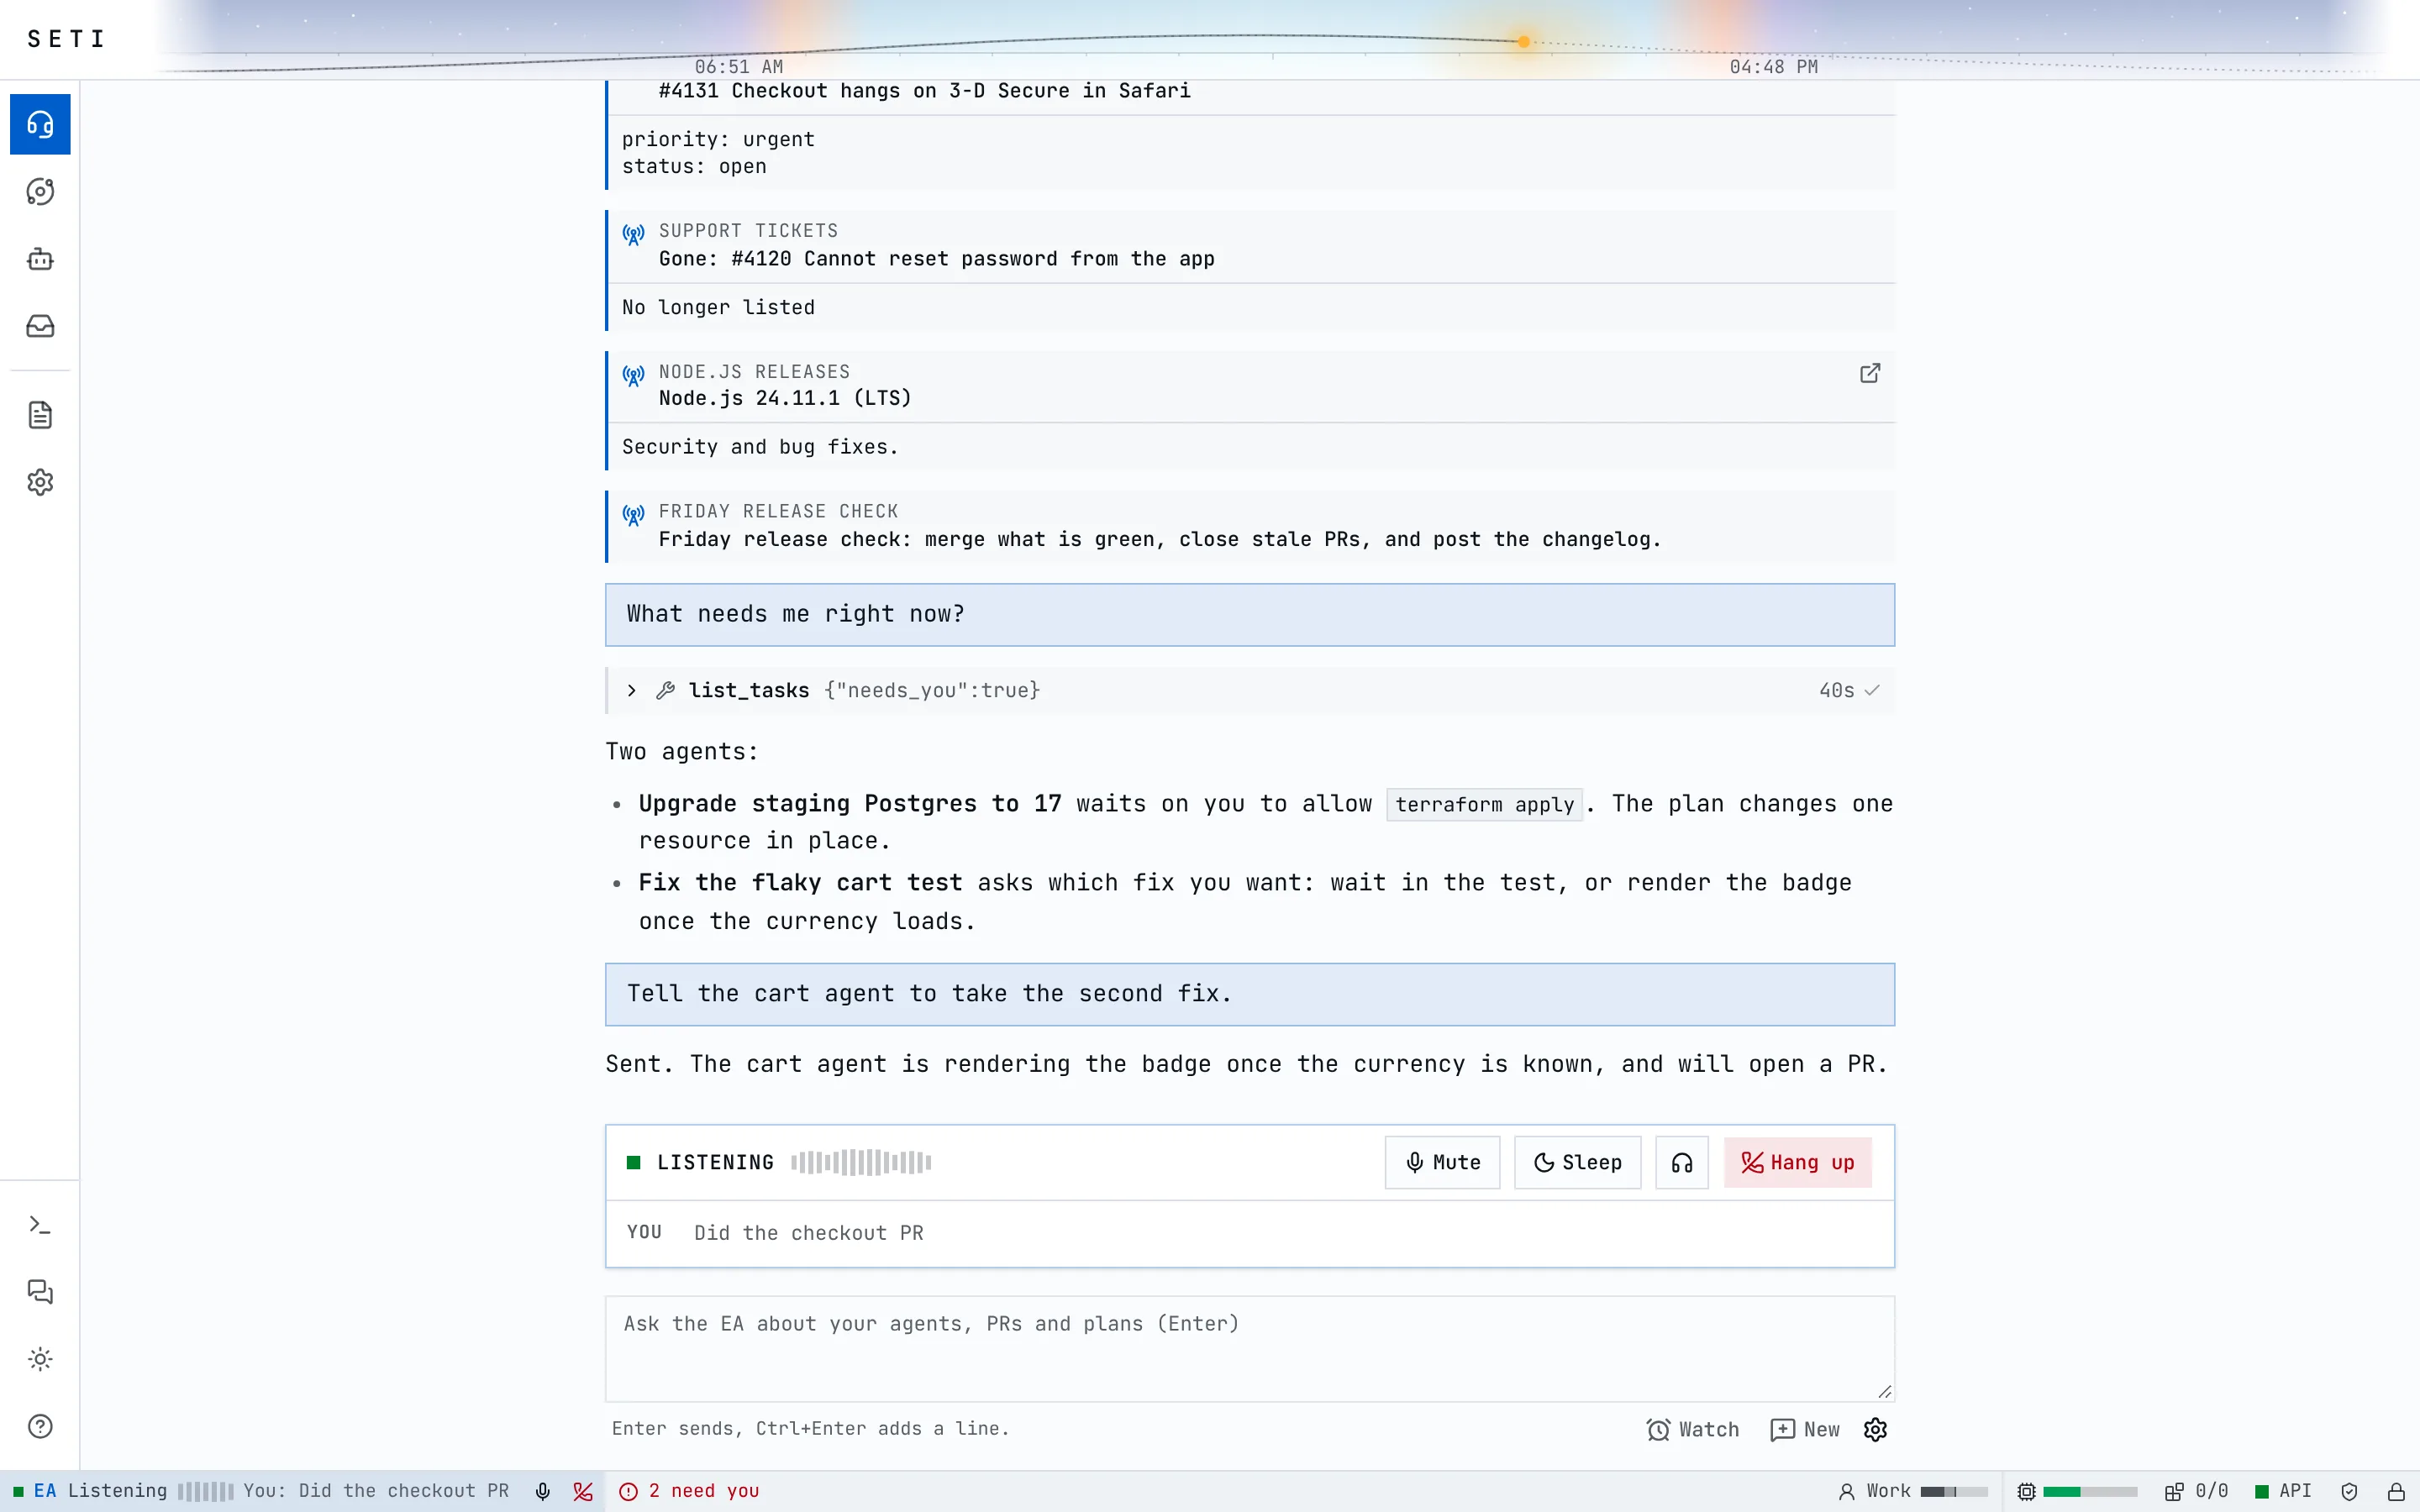 SETI
06:51 AM
04:48 PM
#4131 Checkout hangs on 3-D Secure in Safari
priority: urgent
status: open
SUPPORT TICKETS
Gone: #4120 Cannot reset password from the app
No longer listed
NODE.JS RELEASES
Node.js 24.11.1 (LTS)
Security and bug fixes.
FRIDAY RELEASE CHECK
Friday release check: merge what is green, close stale PRs, and post the changelog.
What needs me right now?
list_tasks {"needs_you":true}
40s
Two agents:
Upgrade staging Postgres to 17 waits on you to allow terraform apply. The plan changes one
resource in place.
Fix the flaky cart test asks which fix you want: wait in the test, or render the badge
once the currency loads.
Tell the cart agent to take the second fix.
Sent. The cart agent is rendering the badge once the currency is known, and will open a PR.
LISTENING
Mute
Sleep
Hang up
YOU Did the checkout PR
Ask the EA about your agents, PRs and plans (Enter)
Enter sends, Ctrl+Enter adds a line.
Watch
New
EA Listening You: Did the checkout PR
2 need you
Work
0/0
API